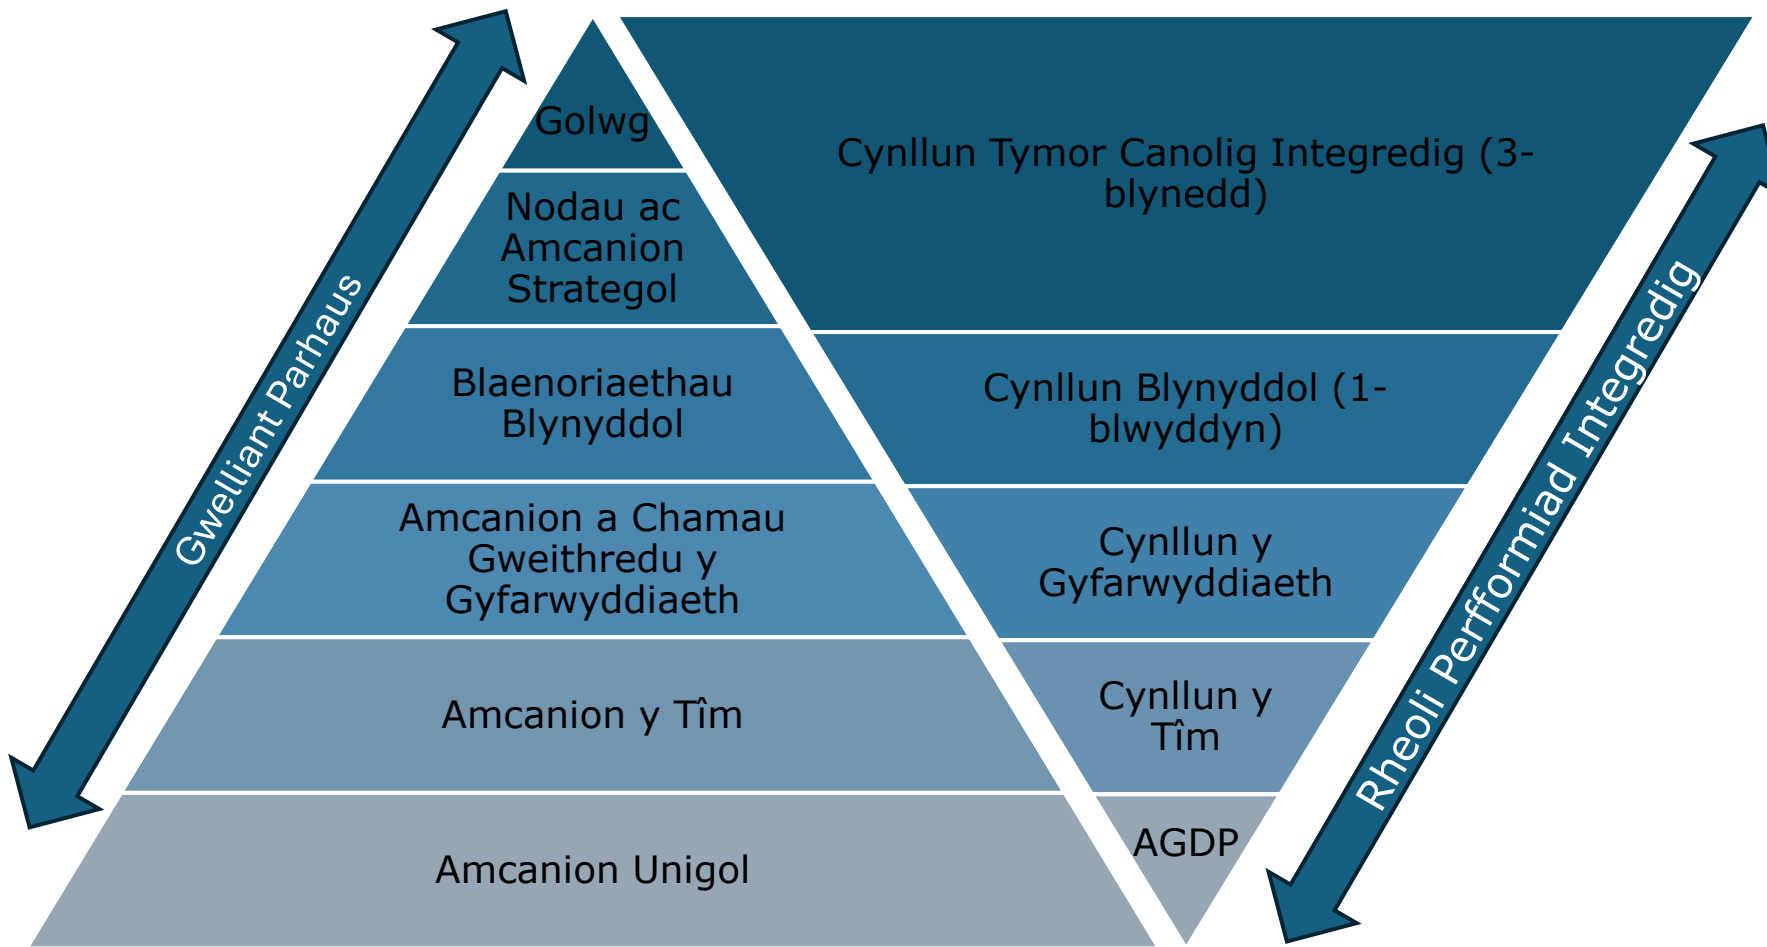 Gwelliant Parhaus
Golwg
Nodau ac
Amcanion
Strategol
Blaenoriaethau
Blynyddol
Amcanion a Chamau
Gweithredu y
Gyfarwyddiaeth
Amcanion y Tîm
Amcanion Unigol
Cynllun Tymor Canolig Integredig (3-
blynedd)
Cynllun Blynyddol (1-
blwyddyn)
Cynllun y
Gyfarwyddiaeth
Cynllun y
Tîm
AGDP
Rheoli Perfformiad Integredig